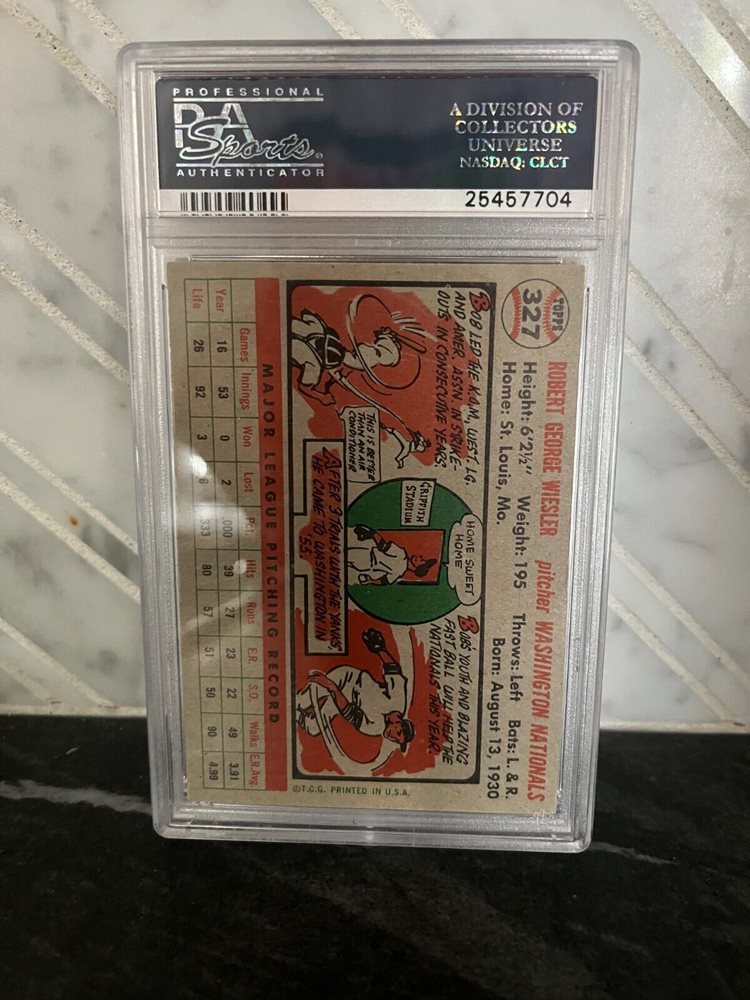 PROFESSIONAL
PSA
Sports®
AUTHENTICATOR
A DIVISION OF
COLLECTORS
UNIVERSE
NASDAQ: CLCT
25457704
TOPPS
327
ROBERT GEORGE WIESLER pitcher WASHINGTON NATIONALS
Height: 6'2½" Weight: 195 Throws: Left Bats: L. & R.
Home: St. Louis, Mo. Born: August 13, 1930
BOB LED THE K.O.M., WEST. LG.
AND AMER. ASSN. IN STRIKE-
OUTS IN CONSECUTIVE YEARS
THIS IS BETTER
THAN AN AIR
CONDITIONER
HOME SWEET
HOME
GRIFFITH
STADIUM
AFTER 3 TRIALS WITH THE YANKS,
HE CAME TO WASHINGTON IN
'55.
BOB'S YOUTH AND BLAZING
FAST BALL WILL HELP THE
NATIONALS THIS YEAR
MAJOR LEAGUE PITCHING RECORD
Games Innings Won Lost Pct. Hits Runs E.R. S.O. Walks E.R.Avg.
Year 16 53 0 2 .000 39 27 23 22 49 3.91
Life 26 92 3 6 .333 80 57 51 50 90 4.99
©T.C.G. PRINTED IN U.S.A.